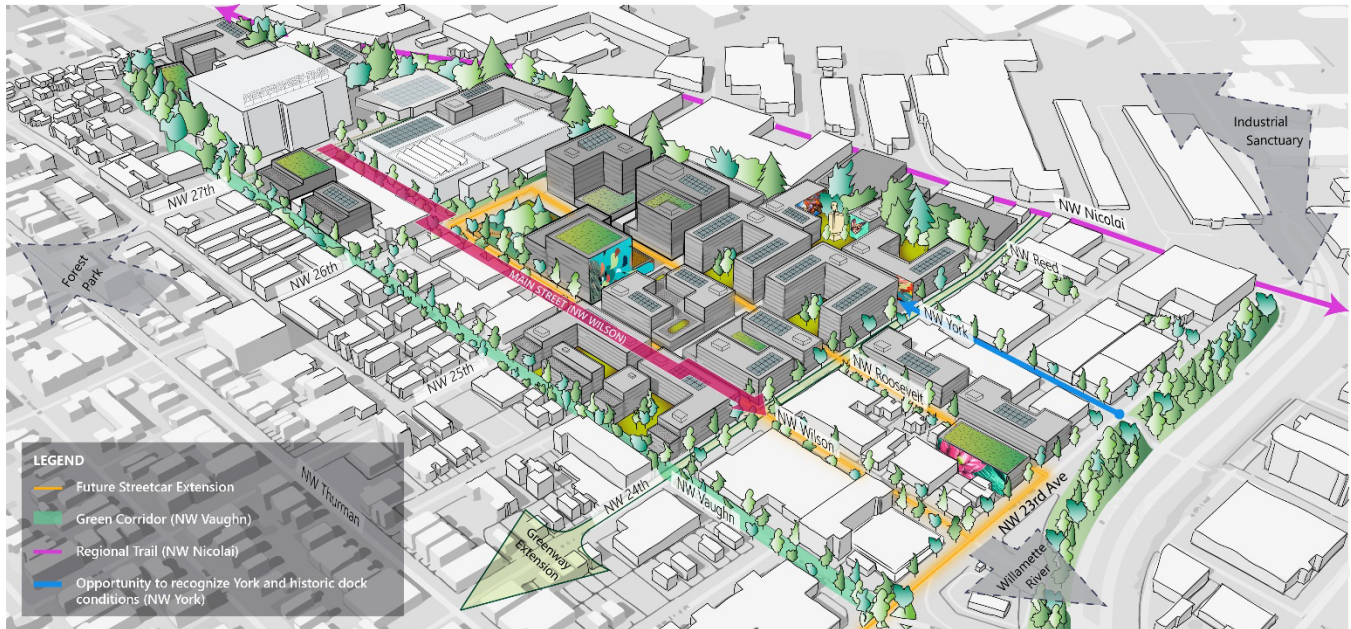 Industrial
Sanctuary
NW Nicolai
NW 27th
NW Reed
Forest
Park
NW 26th
MAIN STREET (NW WILSON)
NW York
NW 25th
NW Roosevelt
NW Wilson
LEGEND
Future Streetcar Extension
Green Corridor (NW Vaughn)
Regional Trail (NW Nicolai)
Opportunity to recognize York and historic dock
conditions (NW York)
NW Thurman
NW 24th
NW Vaughn
NW 23rd Ave
Greenway
Extension
Willamette
River